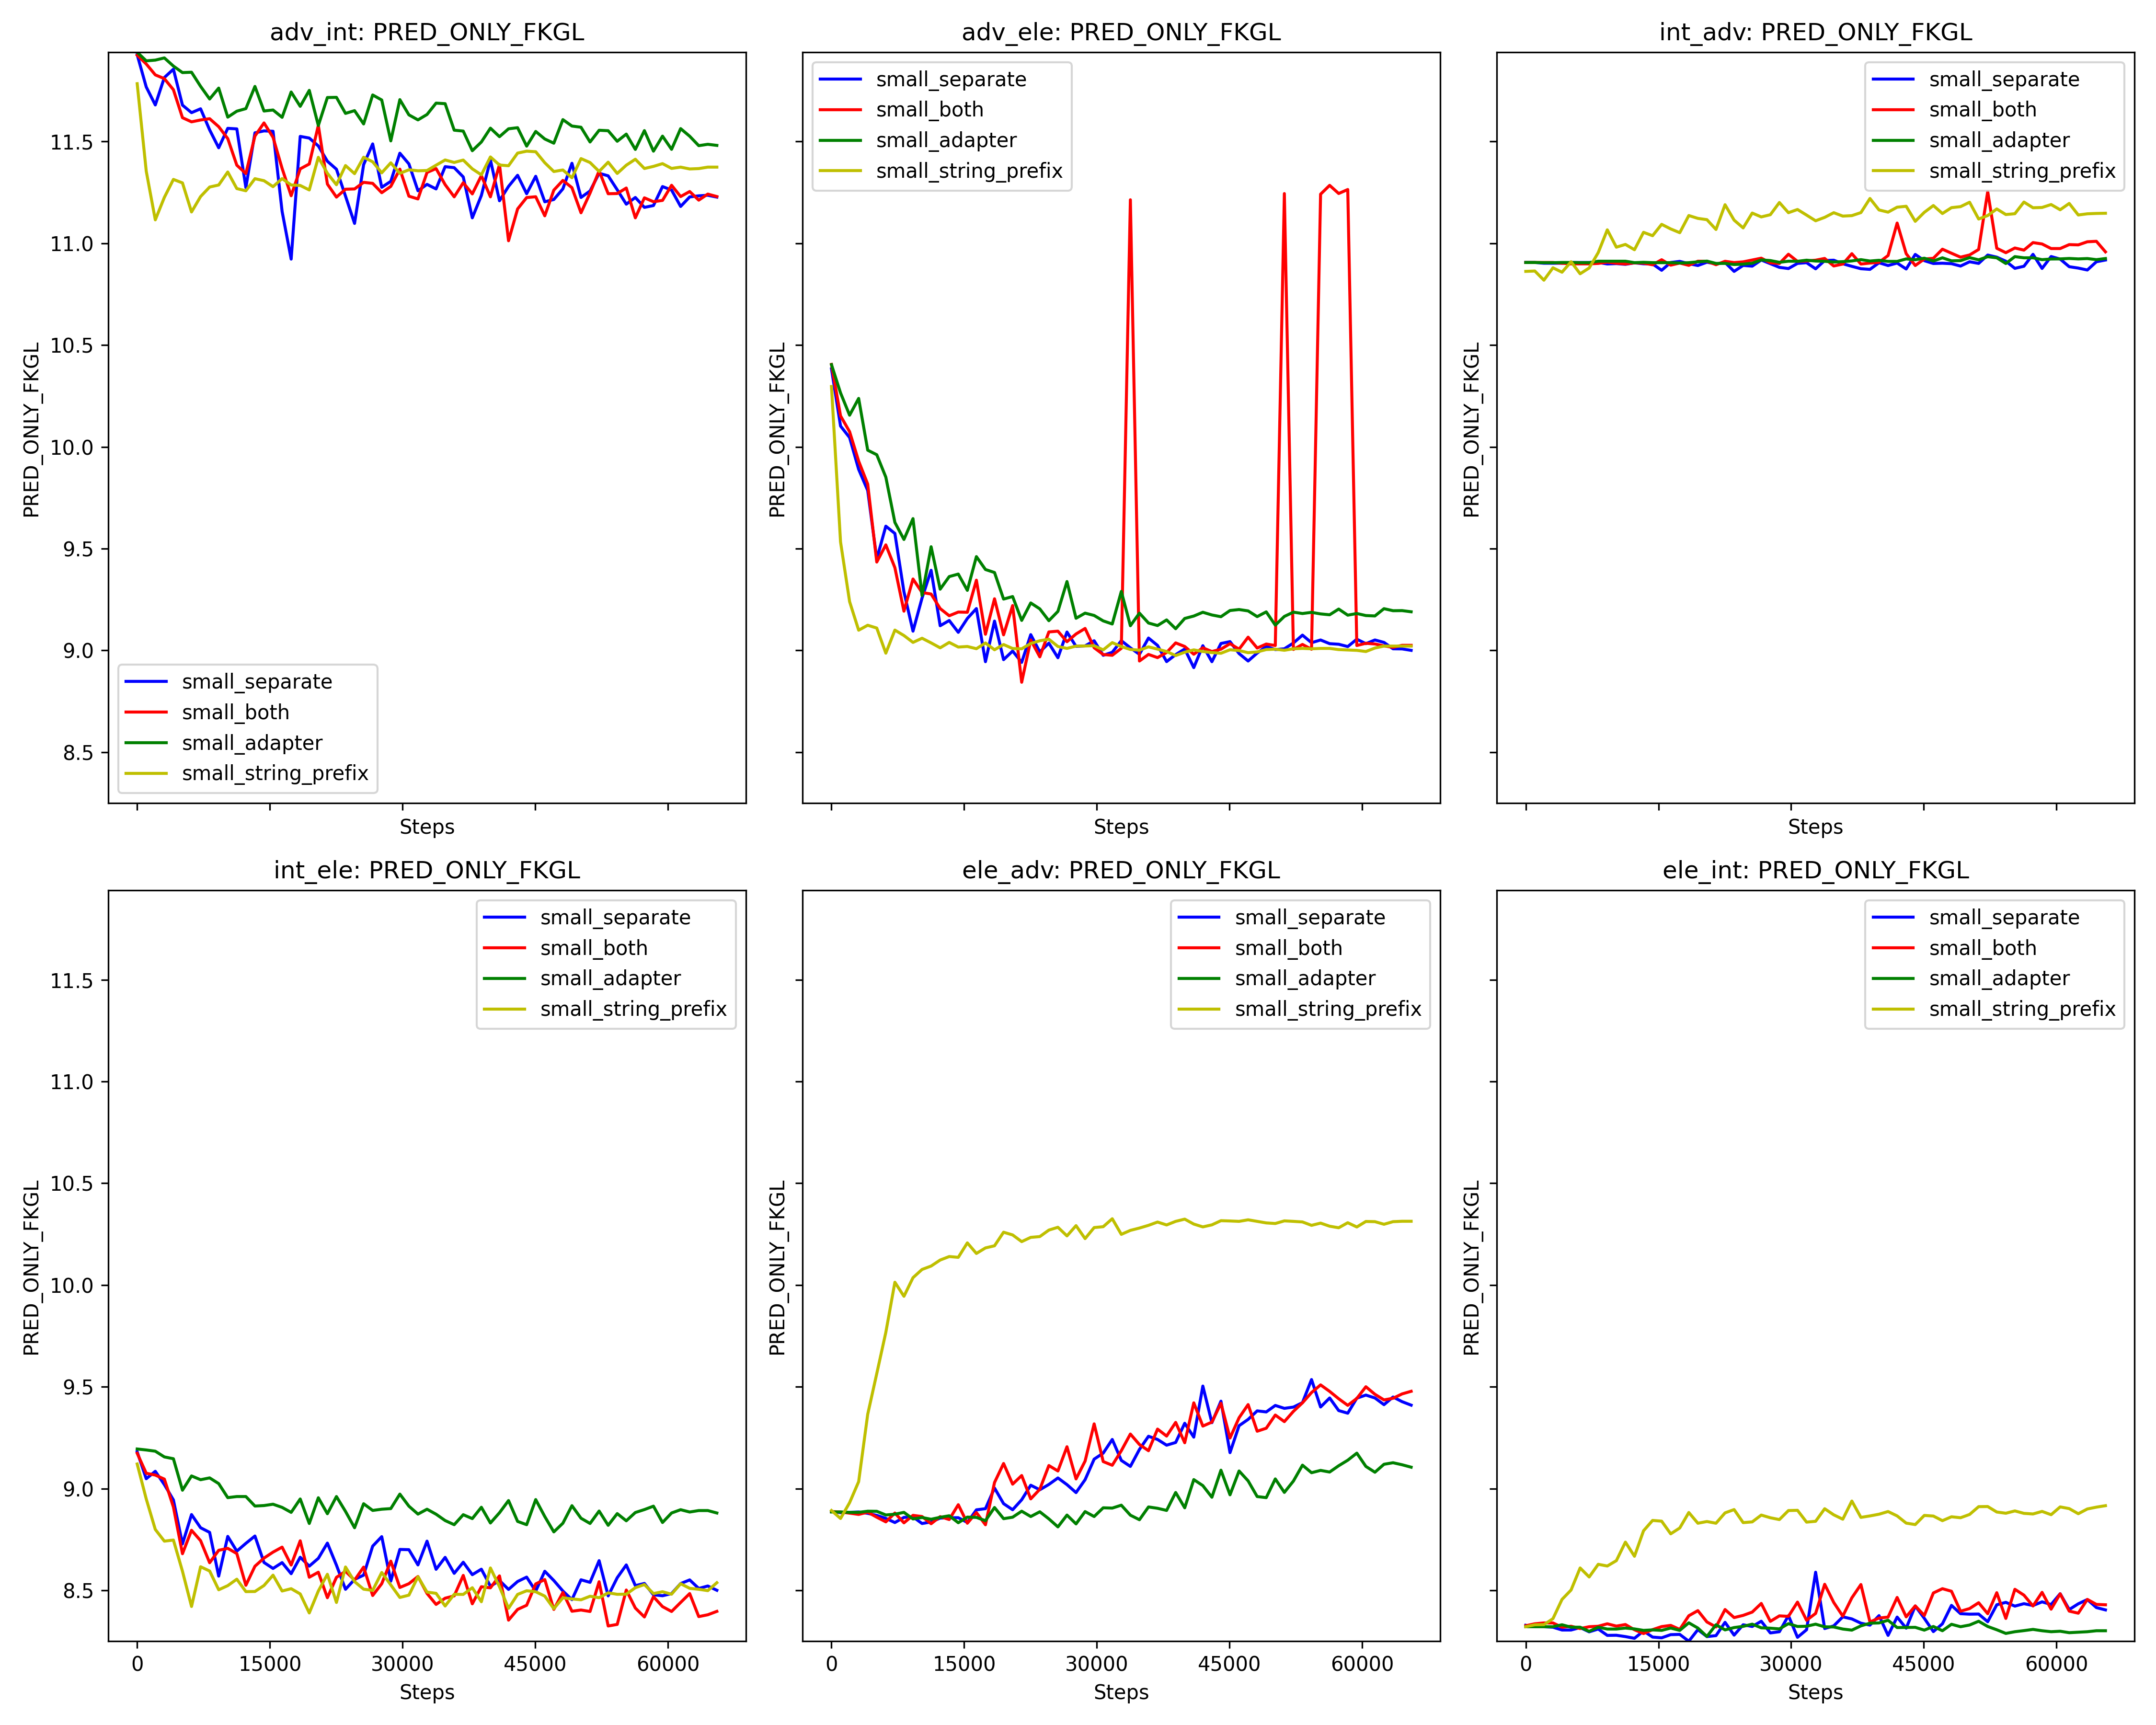 adv_int: PRED_ONLY_FKGL
PRED_ONLY_FKGL
11.5
11.0
10.5
10.0
9.5
9.0
8.5
small_separate
small_both
small_adapter
small_string_prefix
Steps
adv_ele: PRED_ONLY_FKGL
PRED_ONLY_FKGL
small_separate
small_both
small_adapter
small_string_prefix
Steps
int_adv: PRED_ONLY_FKGL
PRED_ONLY_FKGL
small_separate
small_both
small_adapter
small_string_prefix
Steps
int_ele: PRED_ONLY_FKGL
PRED_ONLY_FKGL
11.5
11.0
10.5
10.0
9.5
9.0
8.5
small_separate
small_both
small_adapter
small_string_prefix
0 15000 30000 45000 60000
Steps
ele_adv: PRED_ONLY_FKGL
PRED_ONLY_FKGL
small_separate
small_both
small_adapter
small_string_prefix
0 15000 30000 45000 60000
Steps
ele_int: PRED_ONLY_FKGL
PRED_ONLY_FKGL
small_separate
small_both
small_adapter
small_string_prefix
0 15000 30000 45000 60000
Steps